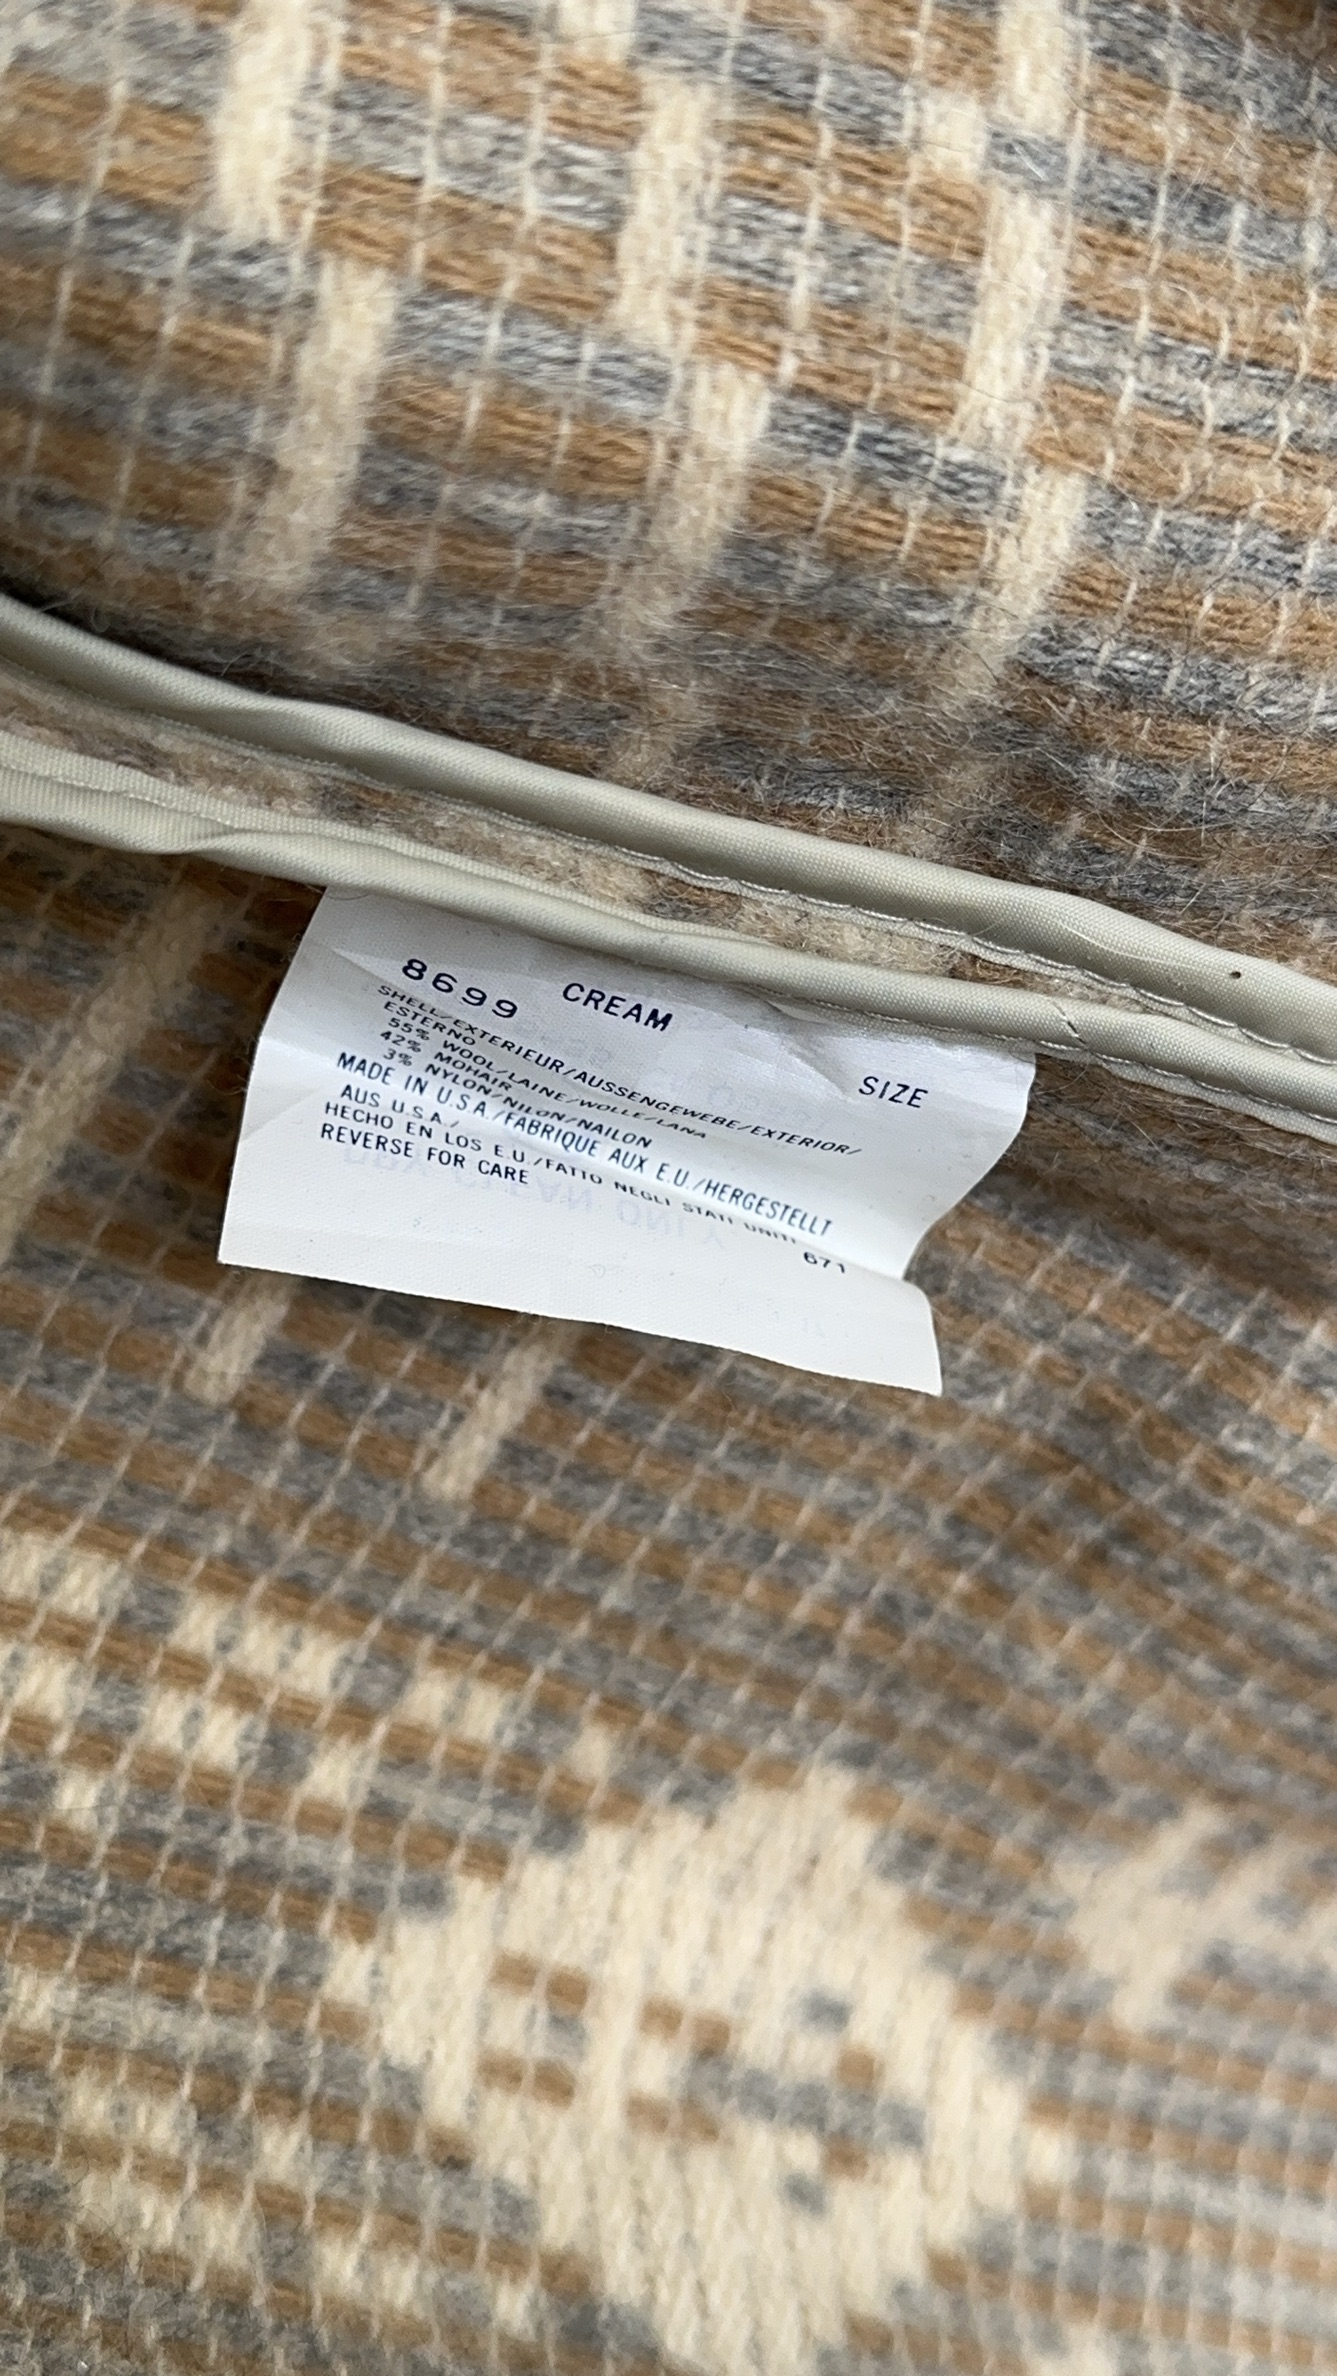 8699 CREAM SIZE
SHELL/EXTERIEUR/AUSSENGEWEBE/EXTERIOR/
ESTERNO
55% WOOL/LAINE/WOLLE/LANA
42% MOHAIR
3% NYLON/NILON/NAILON
MADE IN U.S.A./FABRIQUE AUX E.U./HERGESTELLT
AUS U.S.A./
HECHO EN LOS E.U./FATTO NEGLI STATI UNITI
REVERSE FOR CARE
671